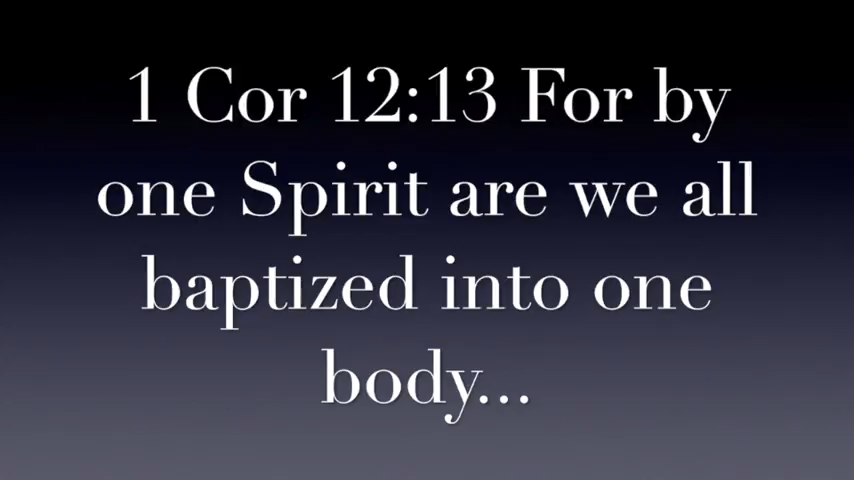 1 Cor 12:13 For by
one Spirit are we all
baptized into one
body...